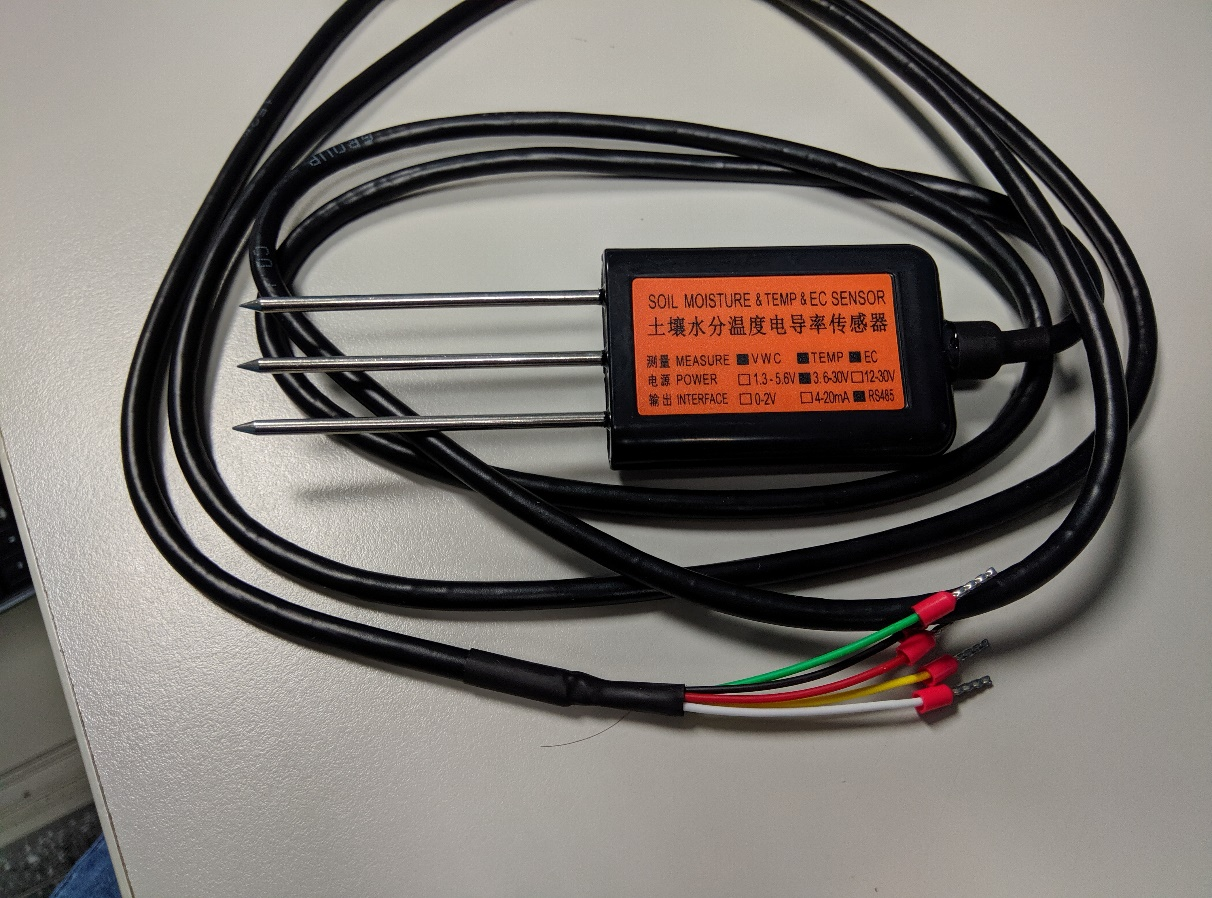 SOIL MOISTURE & TEMP & EC SENSOR
土壤水分温度电导率传感器
测量 MEASURE ■ VWC ■ TEMP ■ EC
电源 POWER □ 1.3-5.6V ■ 3.6-30V □ 12-30V
输出 INTERFACE □ 0-2V □ 4-20mA ■ RS485
GROUP